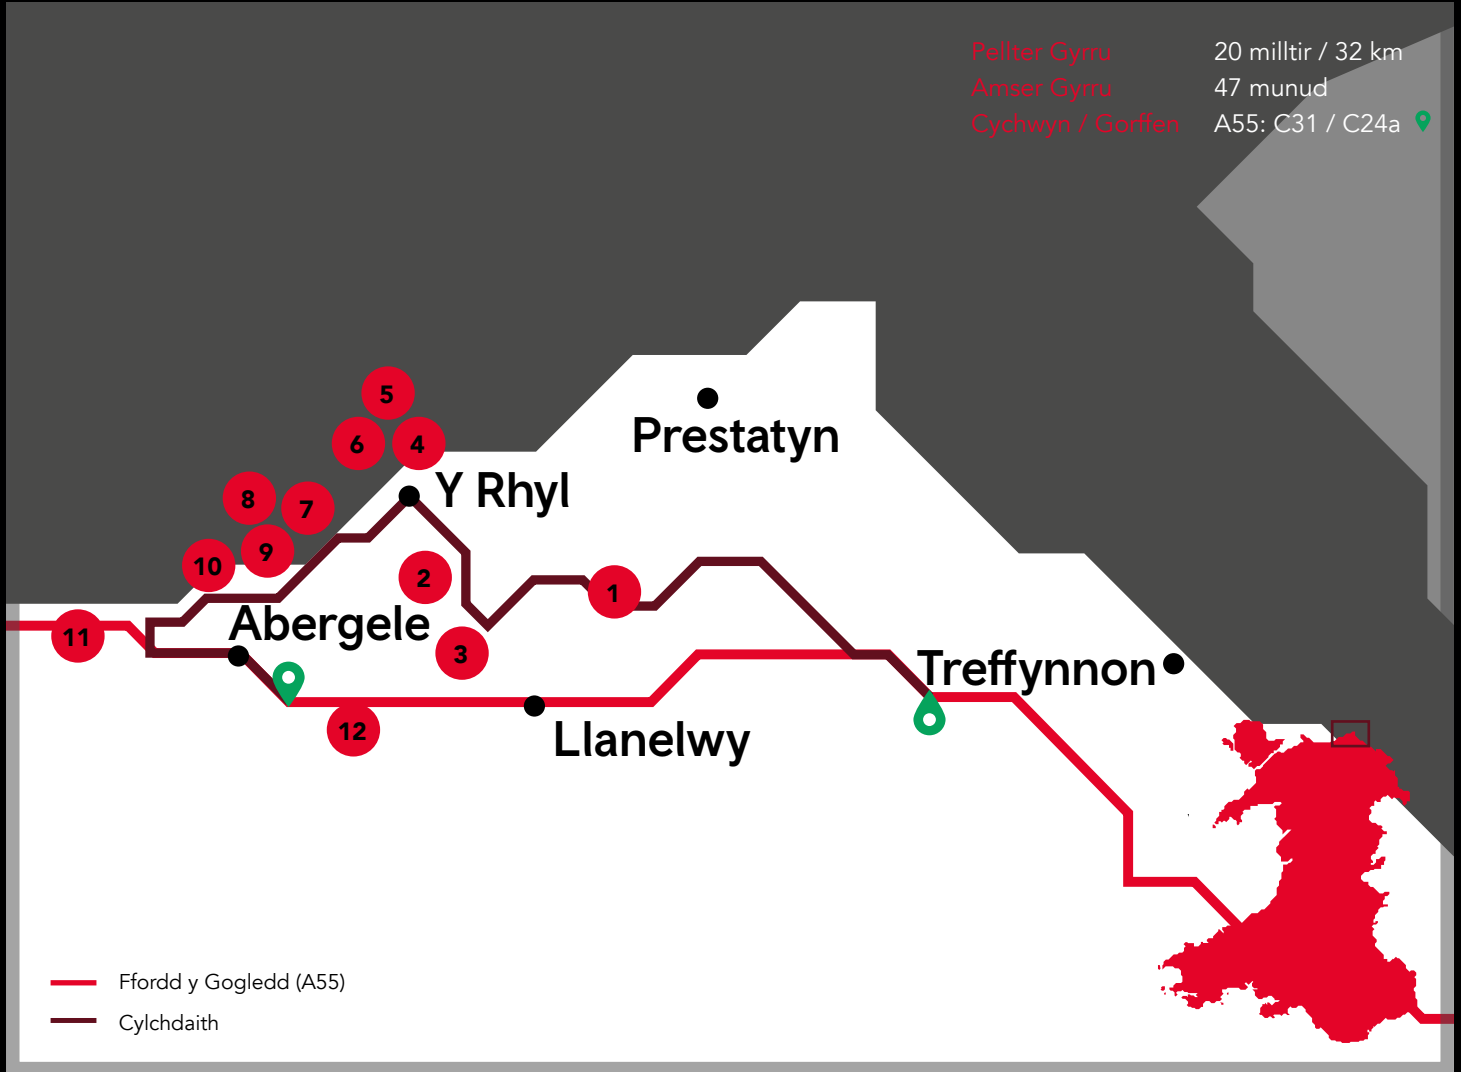 Pellter Gyrru 20 milltir / 32 km
Amser Gyrru 47 munud
Cychwyn / Gorffen A55: C31 / C24a
5
6 4
Prestatyn
Y Rhyl
8 7
9
10
2
1
Abergele
11
3
Treffynnon
12
Llanelwy
Ffordd y Gogledd (A55)
Cylchdaith